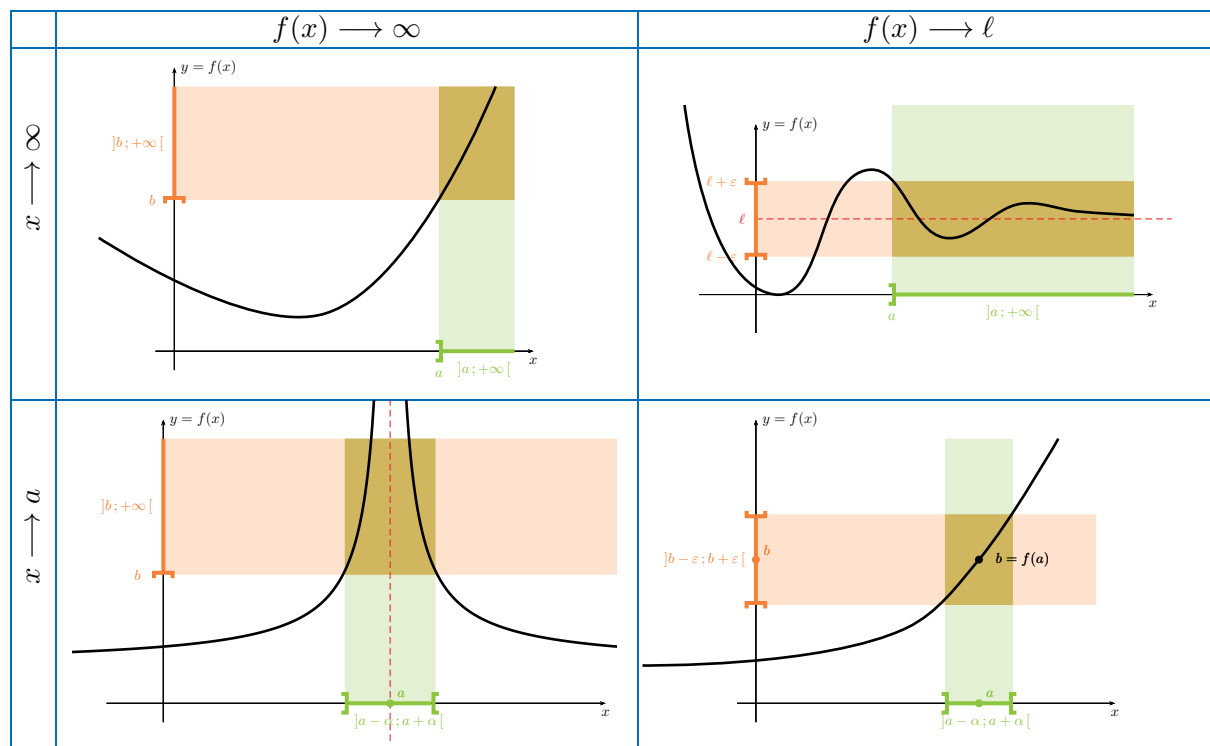 f(x) ⟶ ∞
f(x) ⟶ ℓ
x ⟶ ∞
y = f(x)
]b ; +∞[
b
a
]a ; +∞[
x
y = f(x)
ℓ + ε
ℓ
ℓ − ε
a
]a ; +∞[
x
x ⟶ a
y = f(x)
]b ; +∞[
b
a
]a − α ; a + α[
x
y = f(x)
]b − ε ; b + ε[
b
b = f(a)
a
]a − α ; a + α[
x